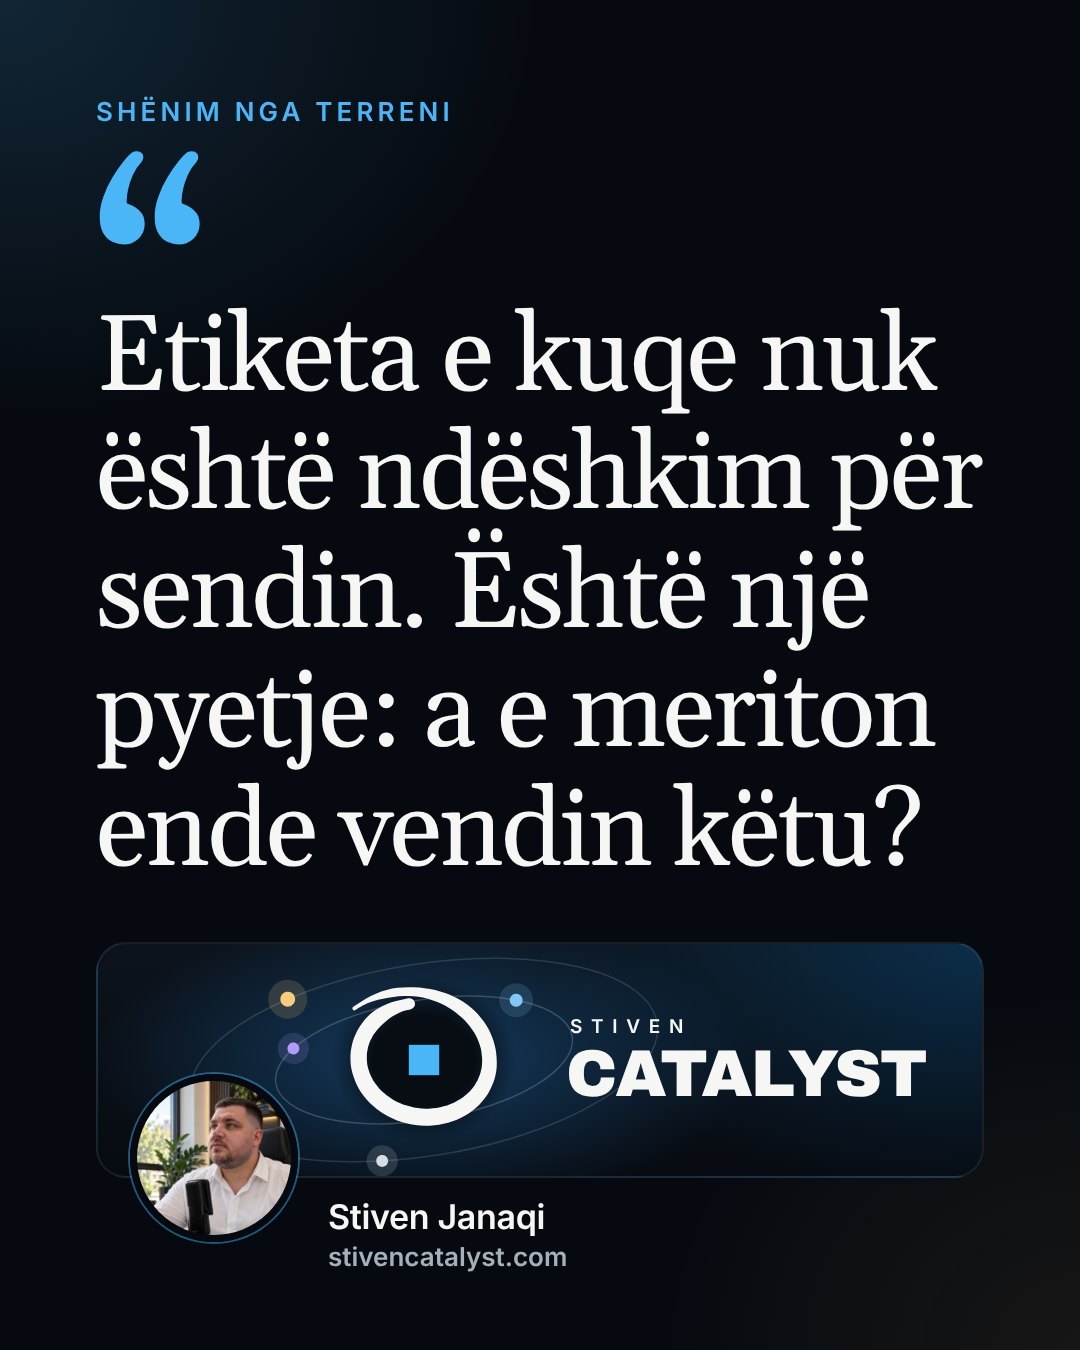 SHËNIM NGA TERRENI
“
Etiketa e kuqe nuk
është ndëshkim për
sendin. Është një
pyetje: a e meriton
ende vendin këtu?
STIVEN
CATALYST
Stiven Janaqi
stivencatalyst.com